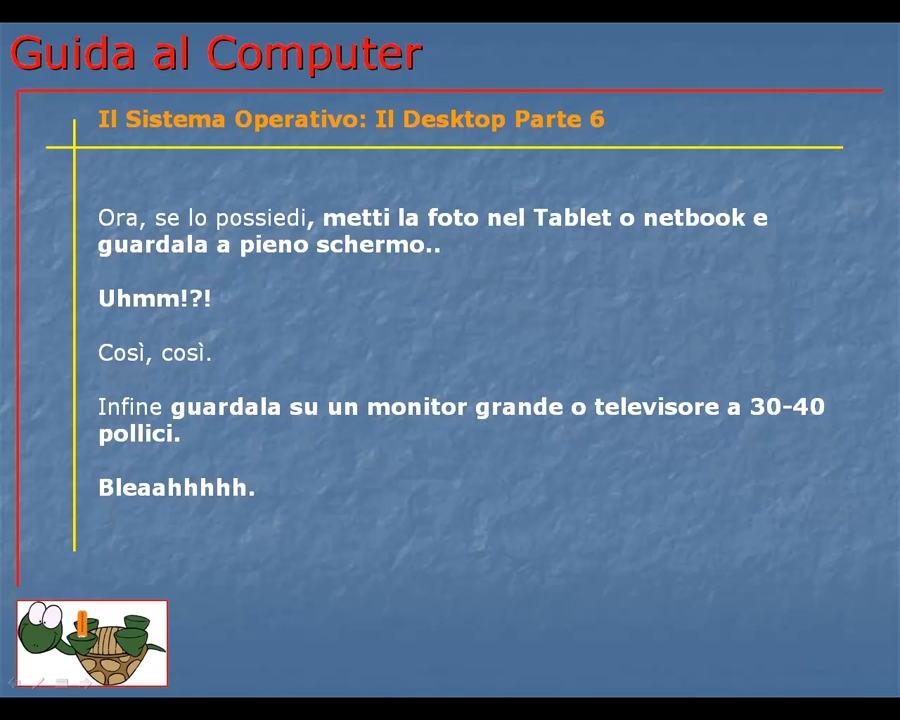 Guida al Computer
Il Sistema Operativo: Il Desktop Parte 6
Ora, se lo possiedi, metti la foto nel Tablet o netbook e
guardala a pieno schermo..
Uhmm!?!
Così, così.
Infine guardala su un monitor grande o televisore a 30-40
pollici.
Bleaahhhhh.